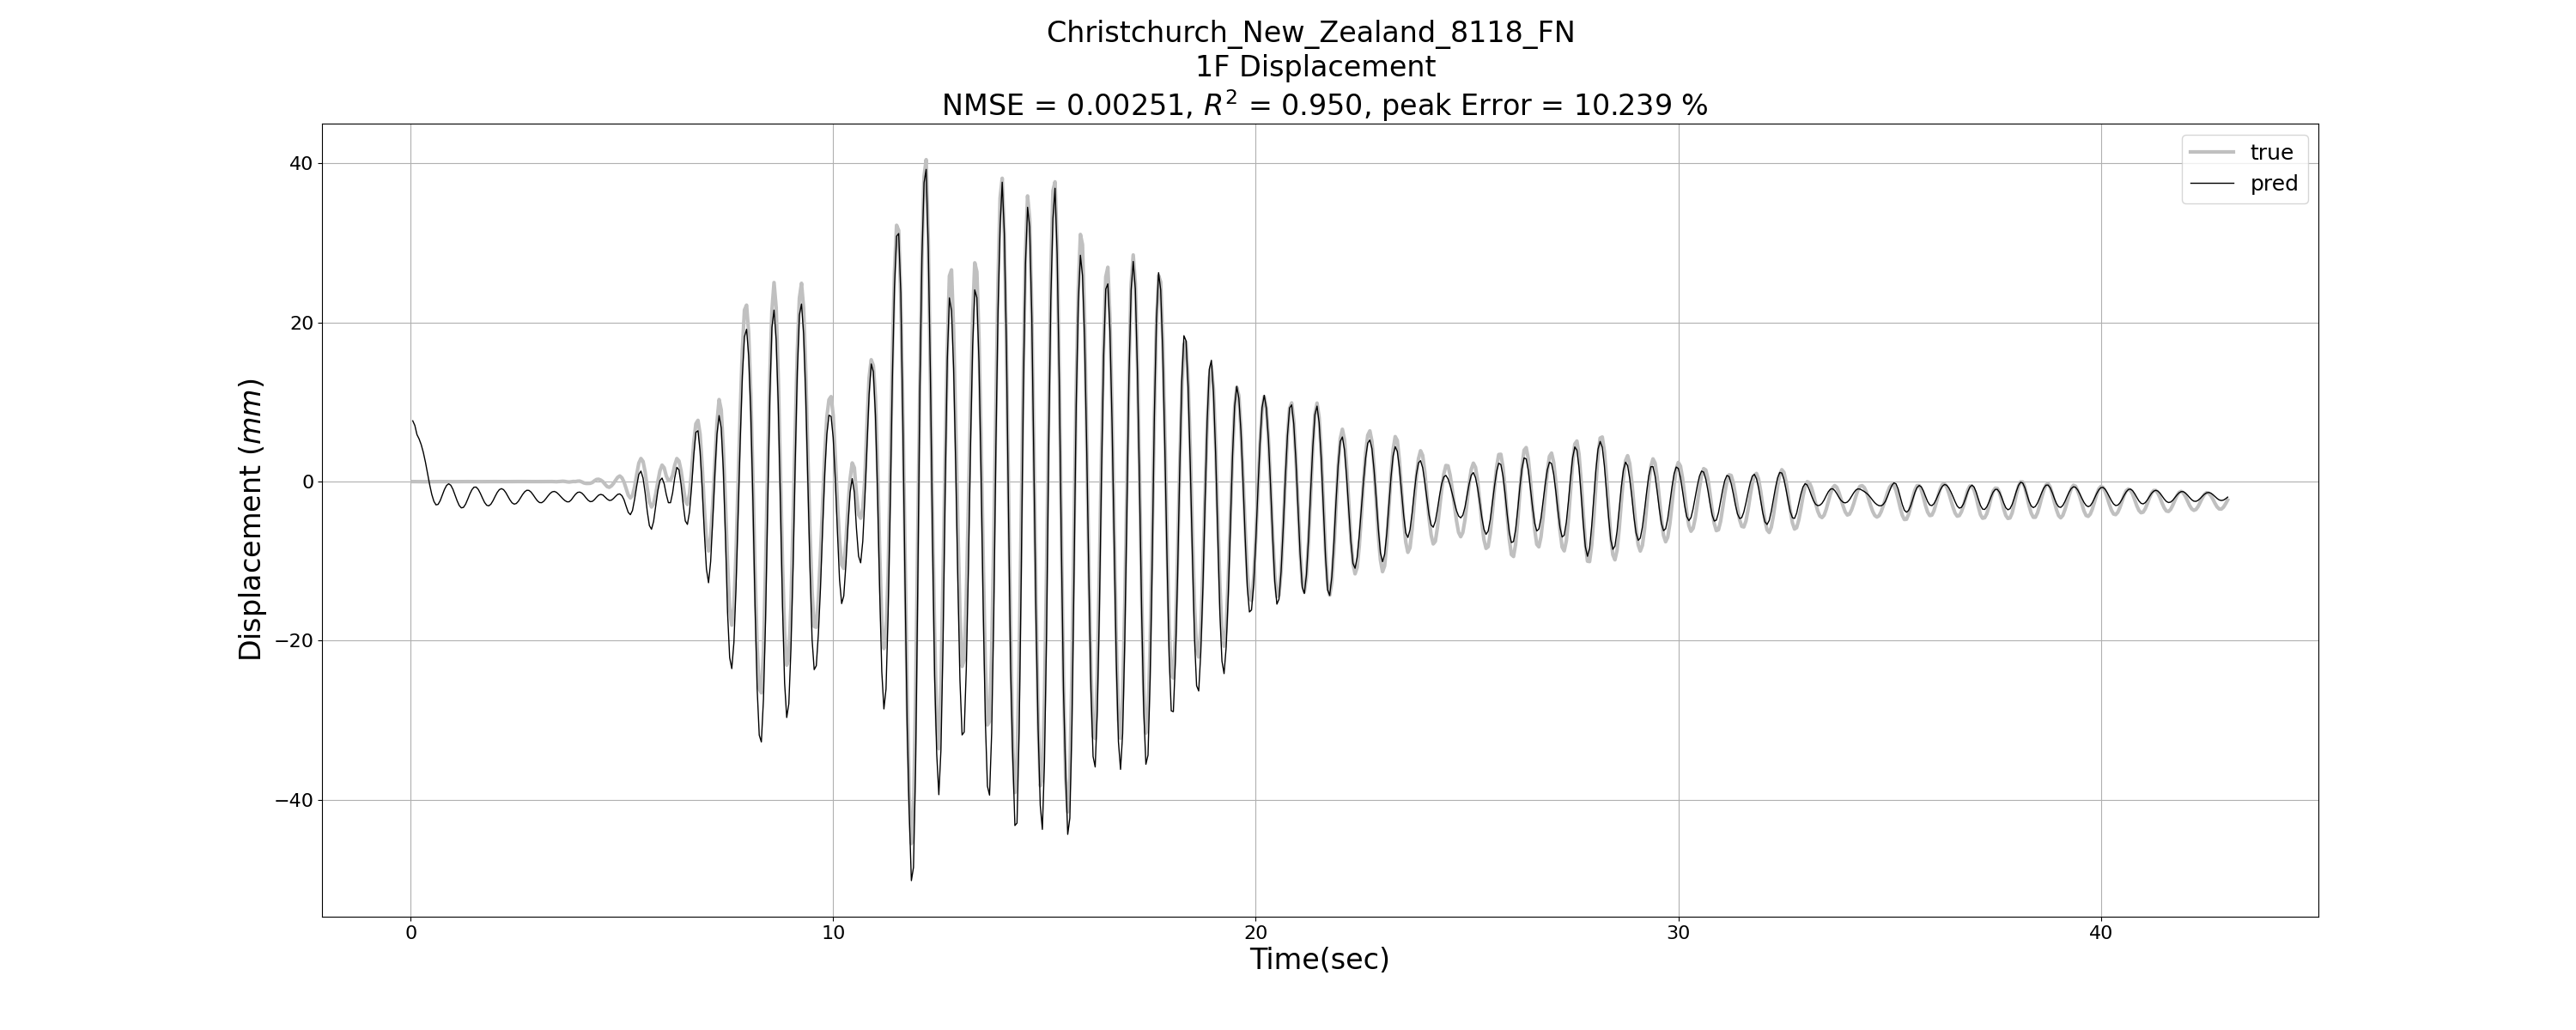 Christchurch_New_Zealand_8118_FN
1F Displacement
NMSE = 0.00251, R² = 0.950, peak Error = 10.239 %
true
pred
40
20
0
−20
−40
Displacement (mm)
0 10 20 30 40
Time(sec)